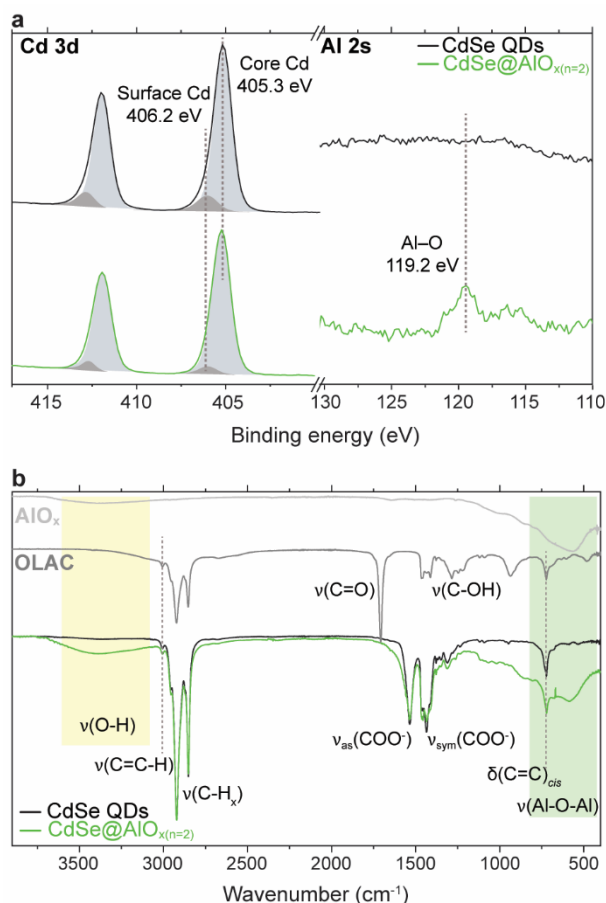 a
Cd 3d
Al 2s
CdSe QDs
CdSe@AlOx(n=2)
Core Cd
405.3 eV
Surface Cd
406.2 eV
Al–O
119.2 eV
415 410 405 130 125 120 115 110
Binding energy (eV)
b
AlOx
OLAC
ν(C=O)
ν(C-OH)
ν(O-H)
ν(C=C-H)
ν(C-Hx)
νas(COO-)
νsym(COO-)
δ(C=C)cis
ν(Al-O-Al)
CdSe QDs
CdSe@AlOx(n=2)
3500 3000 2500 2000 1500 1000 500
Wavenumber (cm-1)